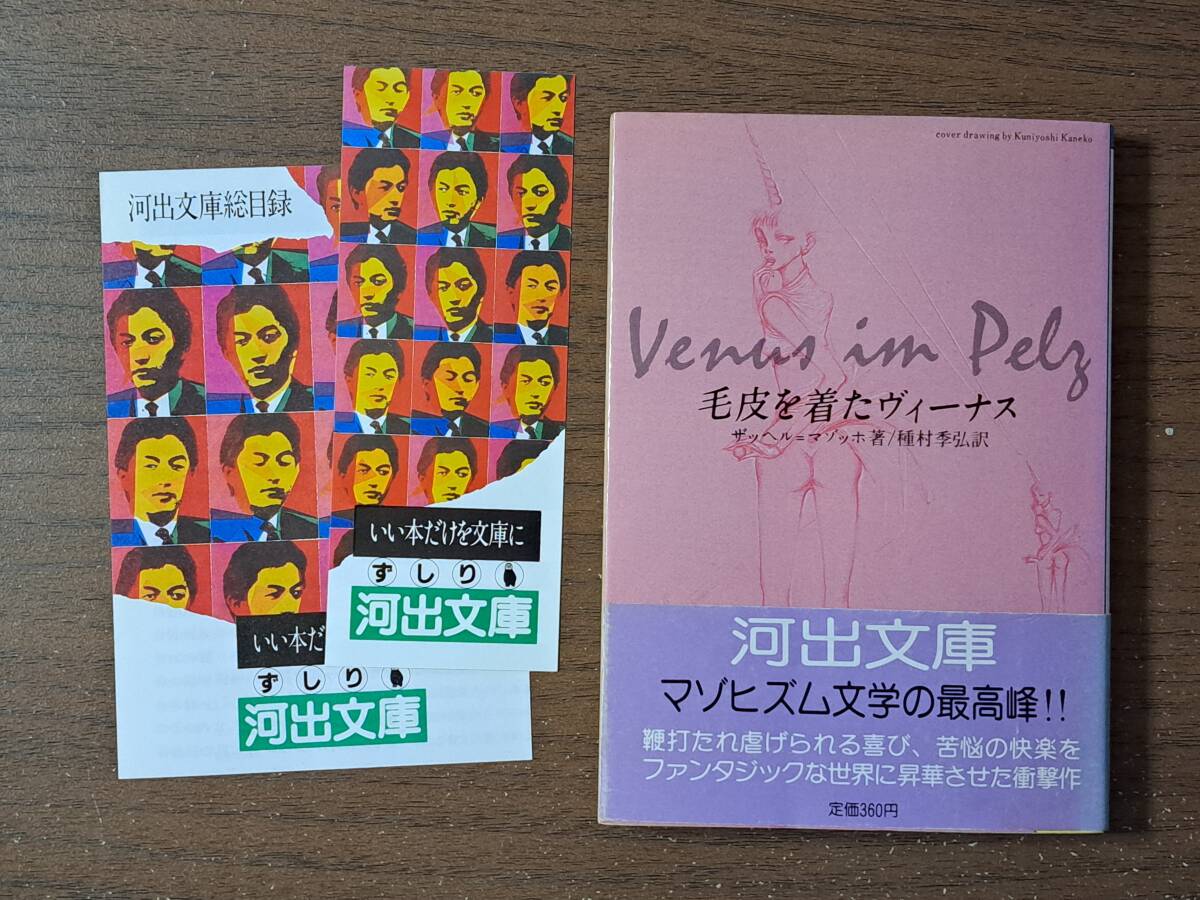 河出文庫総目録
いい本だ
ずしり
河出文庫
いい本だけを文庫に
ずしり
河出文庫
cover drawing by Kuniyoshi Kaneko
Venus im Pelz
毛皮を着たヴィーナス
ザッヘル=マゾッホ著/種村季弘訳
河出文庫
マゾヒズム文学の最高峰!!
鞭打たれ虐げられる喜び、苦悩の快楽を
ファンタジックな世界に昇華させた衝撃作
定価360円